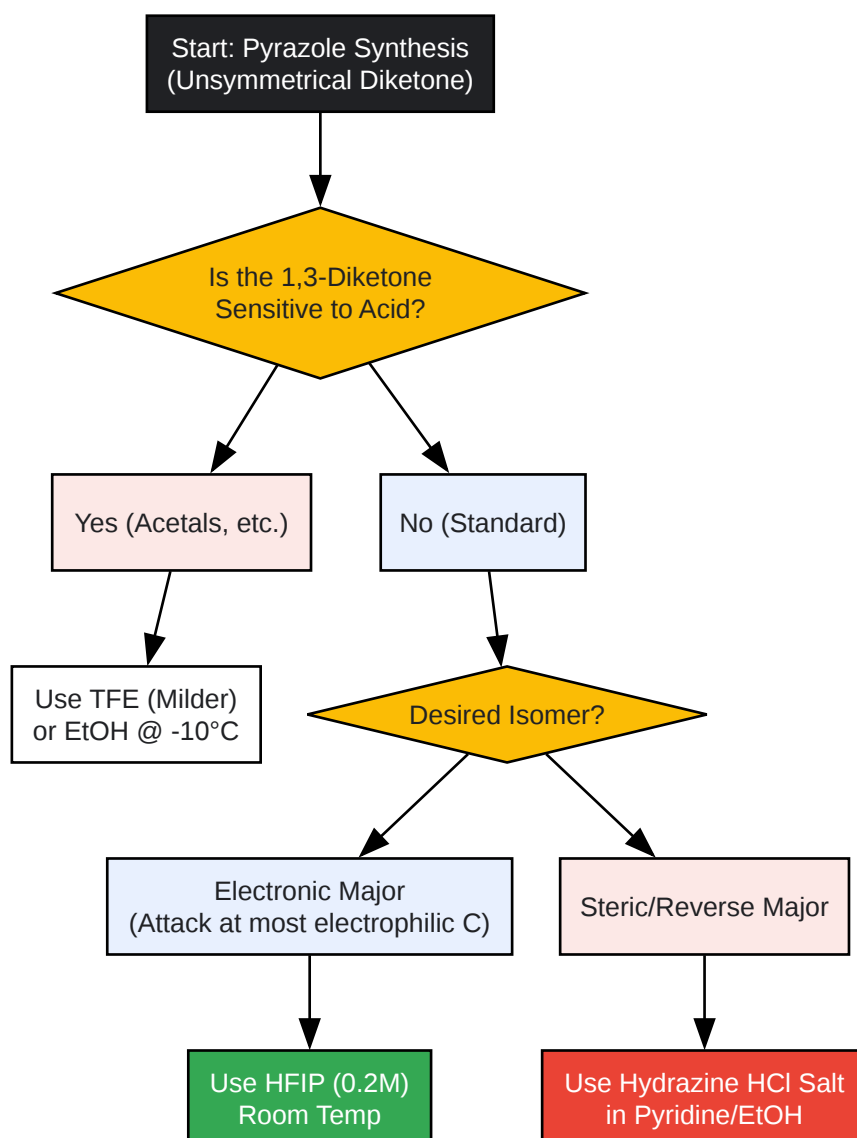 Start: Pyrazole Synthesis
(Unsymmetrical Diketone)
Is the 1,3-Diketone
Sensitive to Acid?
Yes (Acetals, etc.)
No (Standard)
Use TFE (Milder)
or EtOH @ -10°C
Desired Isomer?
Electronic Major
(Attack at most electrophilic C)
Steric/Reverse Major
Use HFIP (0.2M)
Room Temp
Use Hydrazine HCl Salt
in Pyridine/EtOH